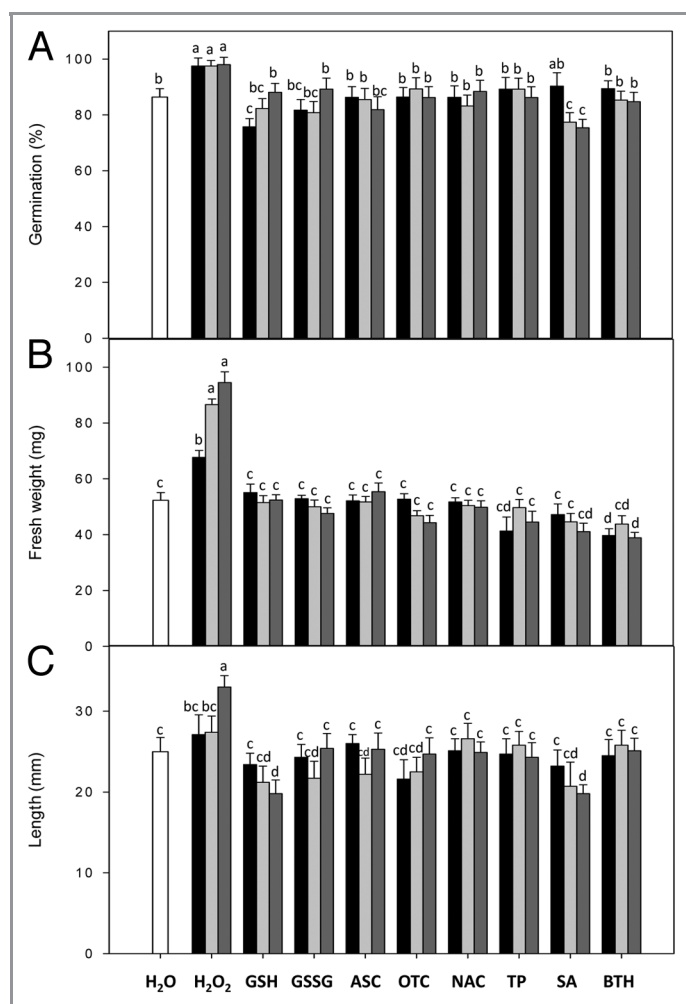 A
100
80
60
40
20
0
Germination (%)
b a a a c bc b bc bc b b b bc b b b b b b b b b ab c c b b b
B
100
80
60
40
20
0
Fresh weight (mg)
c b a a c c c c c c c c c c c c c c c cd c c c c cd d cd d
C
30
20
10
0
Length (mm)
c bc bc a c cd d c cd c c cd c cd cd c c c c c c c c cd d c c c
H₂O H₂O₂ GSH GSSG ASC OTC NAC TP SA BTH